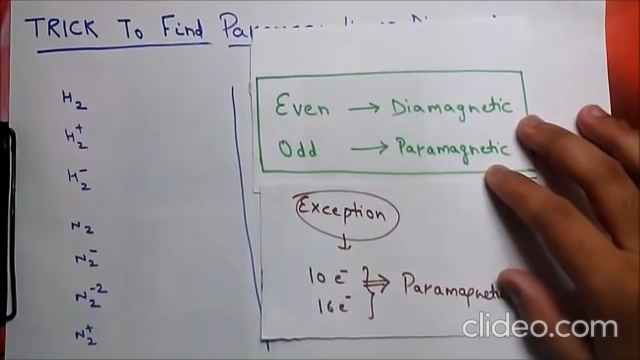 TRICK To Find
Even → Diamagnetic
Odd → Paramagnetic
Exception
10 e⁻
16 e⁻
Paramagnetic
H₂
H₂⁺
H₂⁻
N₂
N₂⁻
N₂⁻²
N₂⁺
clideo.com